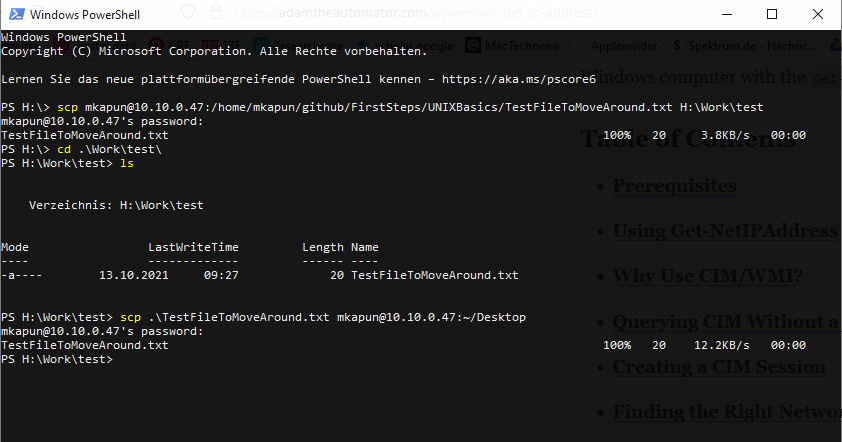 Windows PowerShell
https://adamtheautomator.com/powershell-get-ip-address/
Windows PowerShell
Copyright (C) Microsoft Corporation. Alle Rechte vorbehalten.
MacTechnews
Appleinsider
Spektrum.de - Nachric...
Lernen Sie das neue plattformübergreifende PowerShell kennen – https://aka.ms/pscore6
Windows computer with the Get-
PS H:\> scp mkapun@10.10.0.47:/home/mkapun/github/FirstSteps/UNIXBasics/TestFileToMoveAround.txt H:\Work\test
mkapun@10.10.0.47's password:
TestFileToMoveAround.txt 100% 20 3.8KB/s 00:00
Table of Contents
PS H:\> cd .\Work\test\
PS H:\Work\test> ls
Prerequisites
Verzeichnis: H:\Work\test
Using Get-NetIPAddress
Mode LastWriteTime Length Name
---- ------------- ------ ----
-a---- 13.10.2021 09:27 20 TestFileToMoveAround.txt
Why Use CIM/WMI?
PS H:\Work\test> scp .\TestFileToMoveAround.txt mkapun@10.10.0.47:~/Desktop
Querying CIM Without a
mkapun@10.10.0.47's password:
TestFileToMoveAround.txt 100% 20 12.2KB/s 00:00
PS H:\Work\test>
Creating a CIM Session
Finding the Right Networ